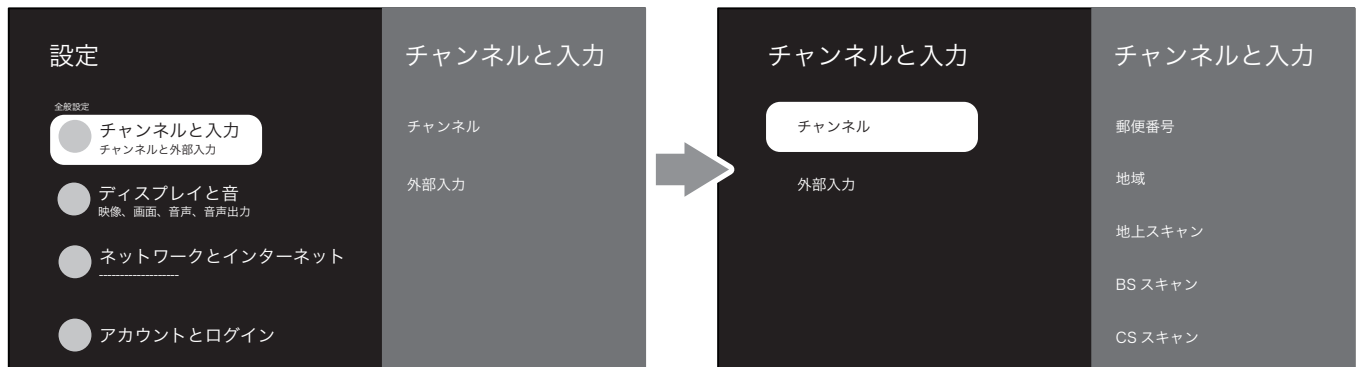 設定
全般設定
チャンネルと入力
チャンネルと外部入力
ディスプレイと音
映像、画面、音声、音声出力
ネットワークとインターネット
-------------------
アカウントとログイン
チャンネルと入力
チャンネル
外部入力
チャンネルと入力
チャンネル
外部入力
チャンネルと入力
郵便番号
地域
地上スキャン
BS スキャン
CS スキャン